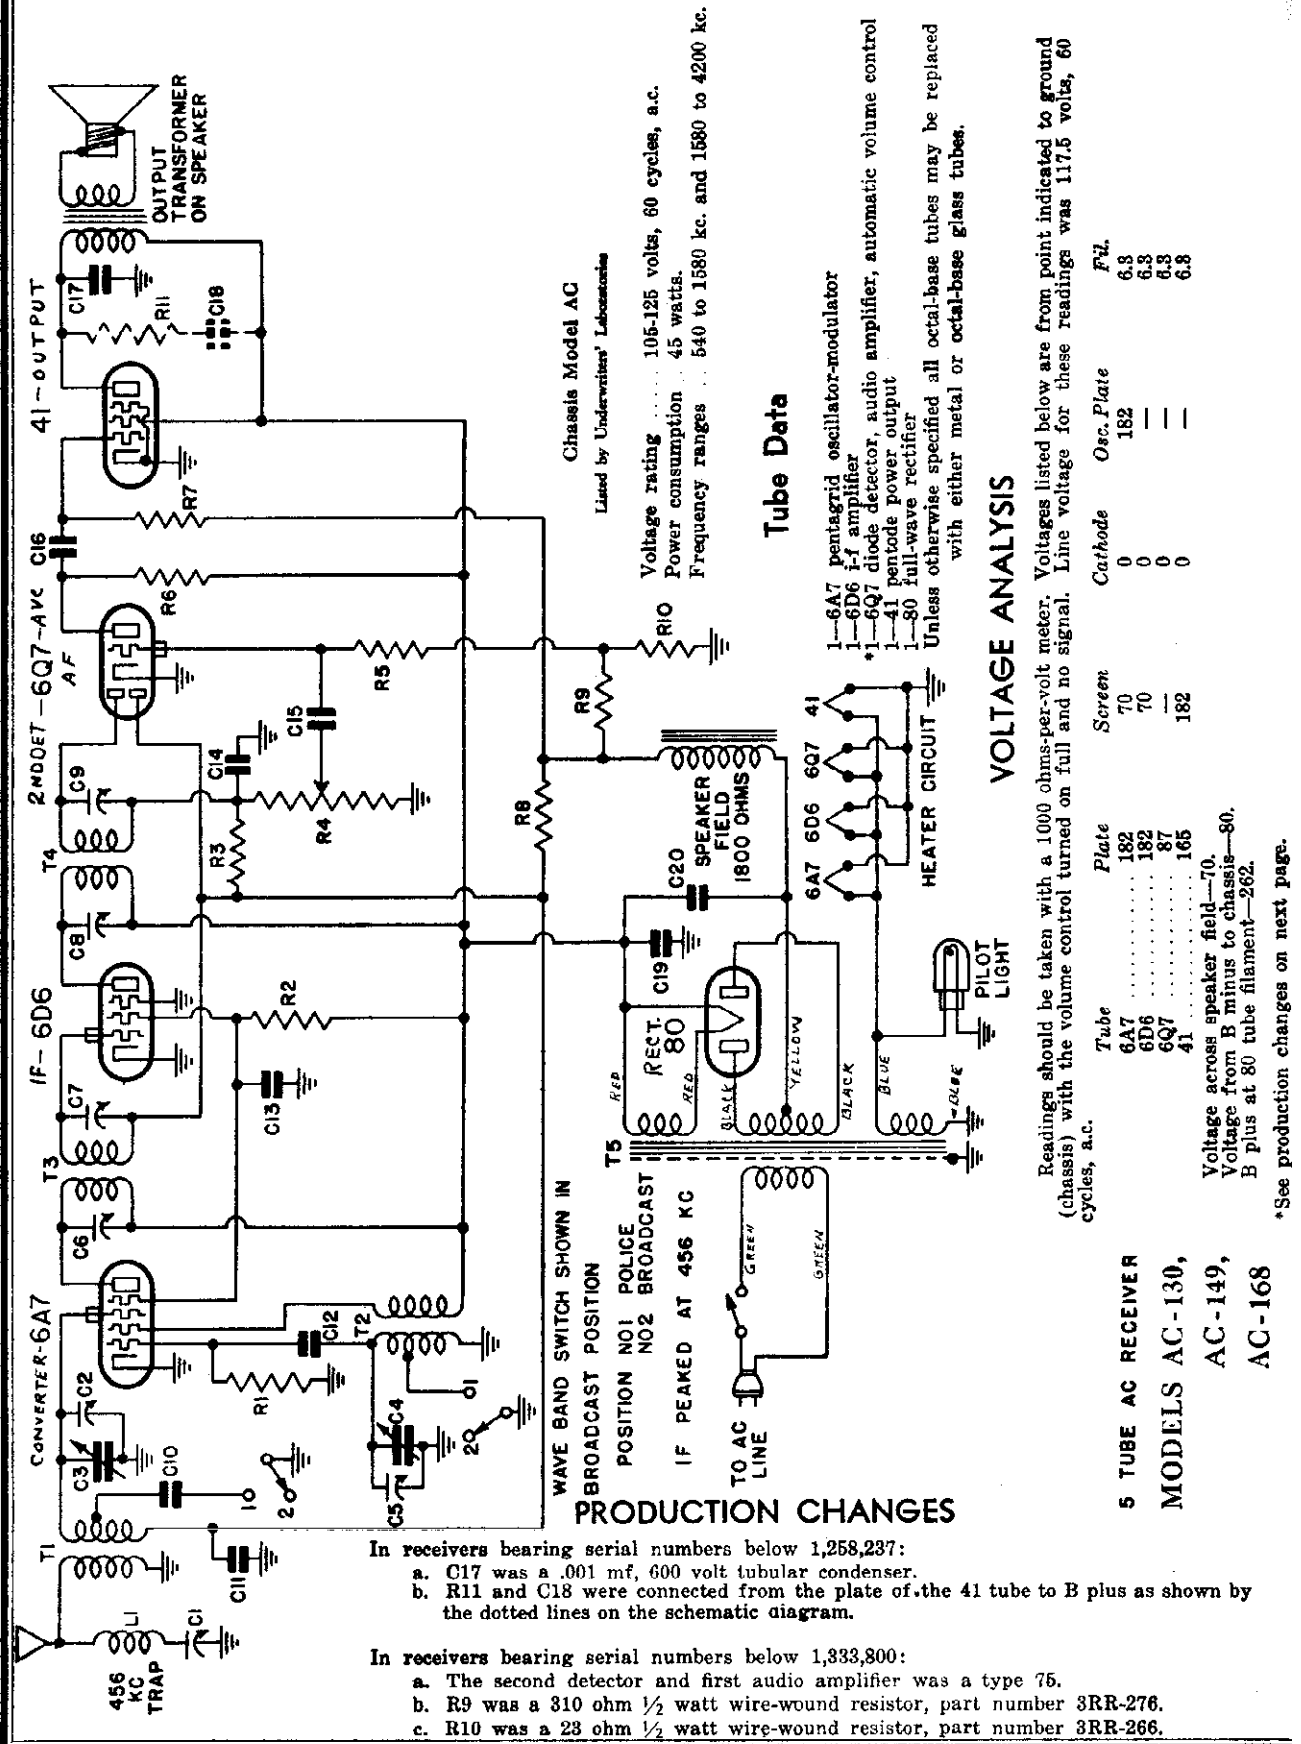 CONVERTER-6A7
IF-6D6
2NDDET-6Q7-AVC
AF
41-OUTPUT
T1
L1
C1
456
KC
TRAP
C3
C2
C10
C11
1
2
R1
C12
T2
C4
C5
1
2
C6
T3
C7
C13
R2
C8
T4
C9
R3
C14
R4
C15
R5
R6
C16
R7
R11
C17
C18
OUTPUT
TRANSFORMER
ON SPEAKER
R8
R9
R10
WAVE BAND SWITCH SHOWN IN
BROADCAST POSITION
POSITION NO1 POLICE
NO2 BROADCAST
IF PEAKED AT 456 KC
TO AC
LINE
GREEN
GREEN
T5
RED
RED
BLACK
YELLOW
BLACK
BLUE
BLUE
RECT.
80
C19
C20
SPEAKER
FIELD
1800 OHMS
6A7 6D6 6Q7 41
HEATER CIRCUIT
PILOT
LIGHT
Chassis Model AC
Listed by Underwriters' Laboratories
Voltage rating ..... 105-125 volts, 60 cycles, a.c.
Power consumption .. 45 watts.
Frequency ranges .. 540 to 1580 kc. and 1580 to 4200 kc.
Tube Data
1—6A7 pentagrid oscillator-modulator
1—6D6 i-f amplifier
*1—6Q7 diode detector, audio amplifier, automatic volume control
1—41 pentode power output
1—80 full-wave rectifier
Unless otherwise specified all octal-base tubes may be replaced
with either metal or octal-base glass tubes.
VOLTAGE ANALYSIS
Readings should be taken with a 1000 ohms-per-volt meter. Voltages listed below are from point indicated to ground
(chassis) with the volume control turned on full and no signal. Line voltage for these readings was 117.5 volts, 60
cycles, a.c.
Tube Plate Screen Cathode Osc. Plate Fil.
6A7 .......... 182 70 0 182 6.3
6D6 .......... 182 70 0 — 6.3
6Q7 .......... 87 — 0 — 6.3
41 .......... 165 182 0 — 6.3
Voltage across speaker field—70.
Voltage from B minus to chassis—80.
B plus at 80 tube filament—262.
*See production changes on next page.
5 TUBE AC RECEIVER
MODELS AC-130,
AC-149,
AC-168
PRODUCTION CHANGES
In receivers bearing serial numbers below 1,258,237:
a. C17 was a .001 mf, 600 volt tubular condenser.
b. R11 and C18 were connected from the plate of the 41 tube to B plus as shown by
the dotted lines on the schematic diagram.
In receivers bearing serial numbers below 1,333,800:
a. The second detector and first audio amplifier was a type 75.
b. R9 was a 310 ohm ½ watt wire-wound resistor, part number 3RR-276.
c. R10 was a 23 ohm ½ watt wire-wound resistor, part number 3RR-266.